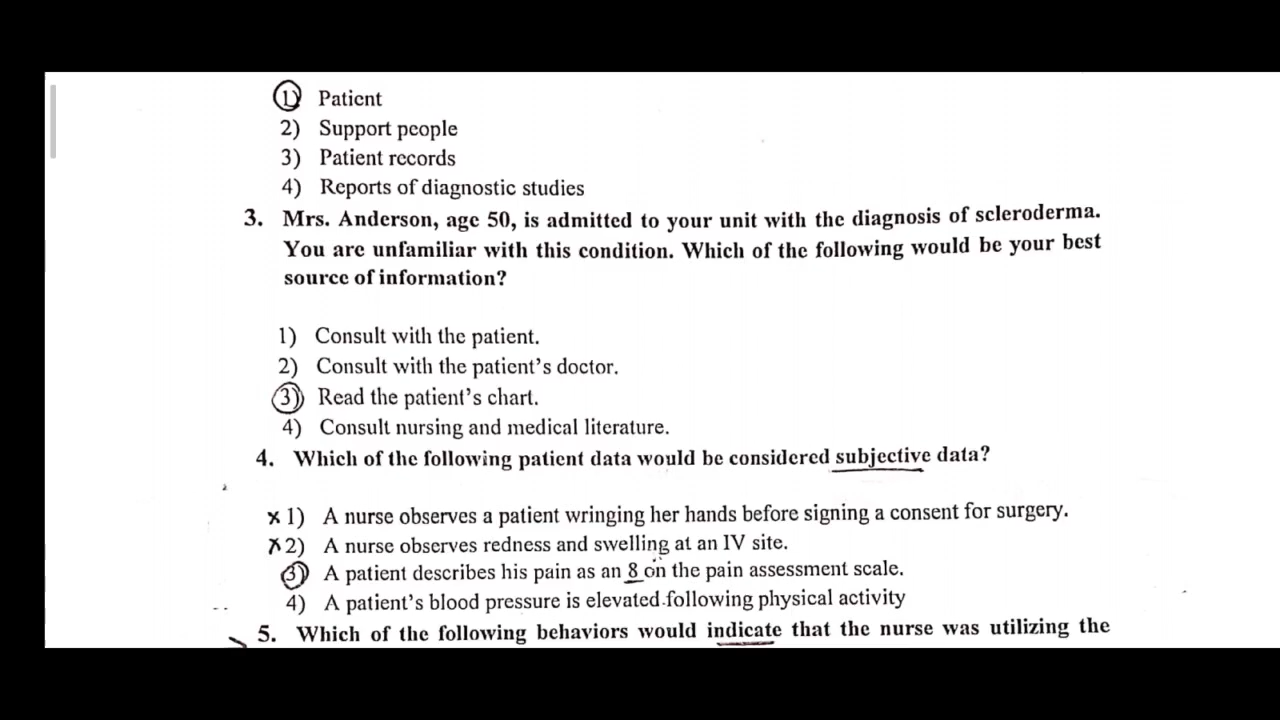 1) Patient
2) Support people
3) Patient records
4) Reports of diagnostic studies
3. Mrs. Anderson, age 50, is admitted to your unit with the diagnosis of scleroderma.
You are unfamiliar with this condition. Which of the following would be your best
source of information?
1) Consult with the patient.
2) Consult with the patient's doctor.
3) Read the patient's chart.
4) Consult nursing and medical literature.
4. Which of the following patient data would be considered subjective data?
x 1) A nurse observes a patient wringing her hands before signing a consent for surgery.
x 2) A nurse observes redness and swelling at an IV site.
3) A patient describes his pain as an 8 on the pain assessment scale.
4) A patient's blood pressure is elevated following physical activity
5. Which of the following behaviors would indicate that the nurse was utilizing the